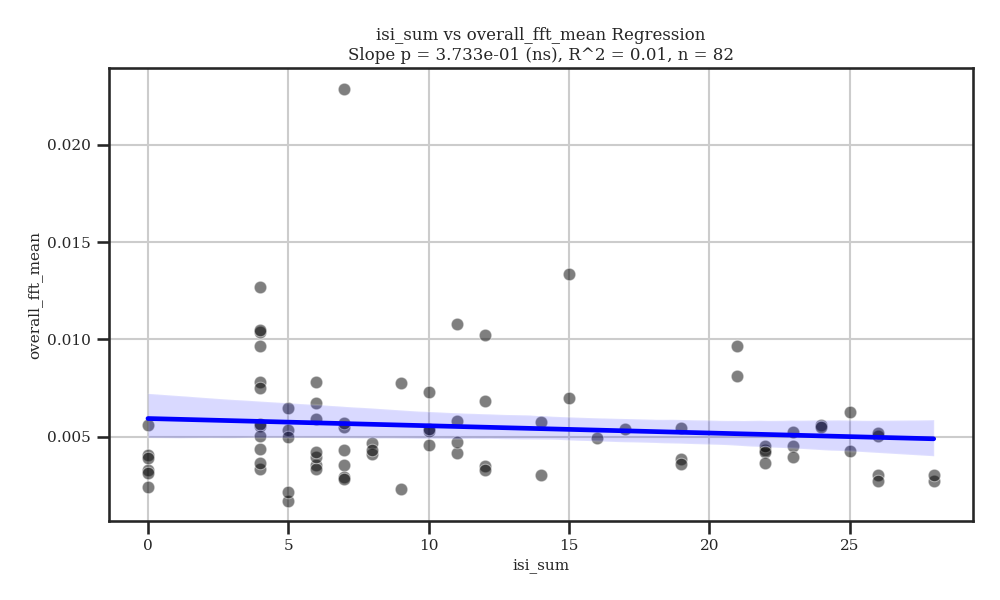 isi_sum vs overall_fft_mean Regression
Slope p = 3.733e-01 (ns), R^2 = 0.01, n = 82
overall_fft_mean
0.020
0.015
0.010
0.005
0
5
10
15
20
25
isi_sum